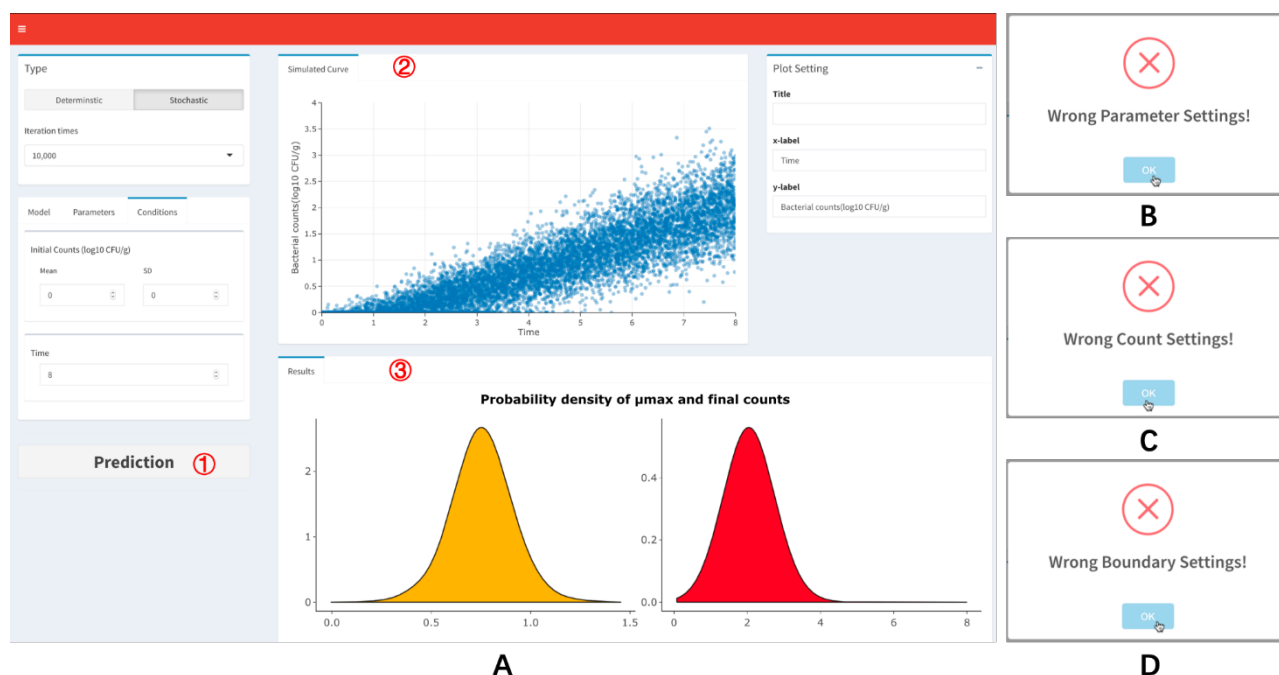 ≡
Type
Deterministic Stochastic
Iteration times
10,000
Model Parameters Conditions
Initial Counts (log10 CFU/g)
Mean SD
0 0
Time
8
Prediction ①
Simulated Curve ②
4
3.5
3
2.5
2
1.5
1
0.5
0
Bacterial counts(log10 CFU/g)
0 1 2 3 4 5 6 7 8
Time
Plot Setting −
Title
x-label
Time
y-label
Bacterial counts(log10 CFU/g)
Results ③
Probability density of µmax and final counts
2
1
0
0.0 0.5 1.0 1.5
0.4
0.2
0.0
0 2 4 6 8
A
Wrong Parameter Settings!
OK
B
Wrong Count Settings!
OK
C
Wrong Boundary Settings!
OK
D